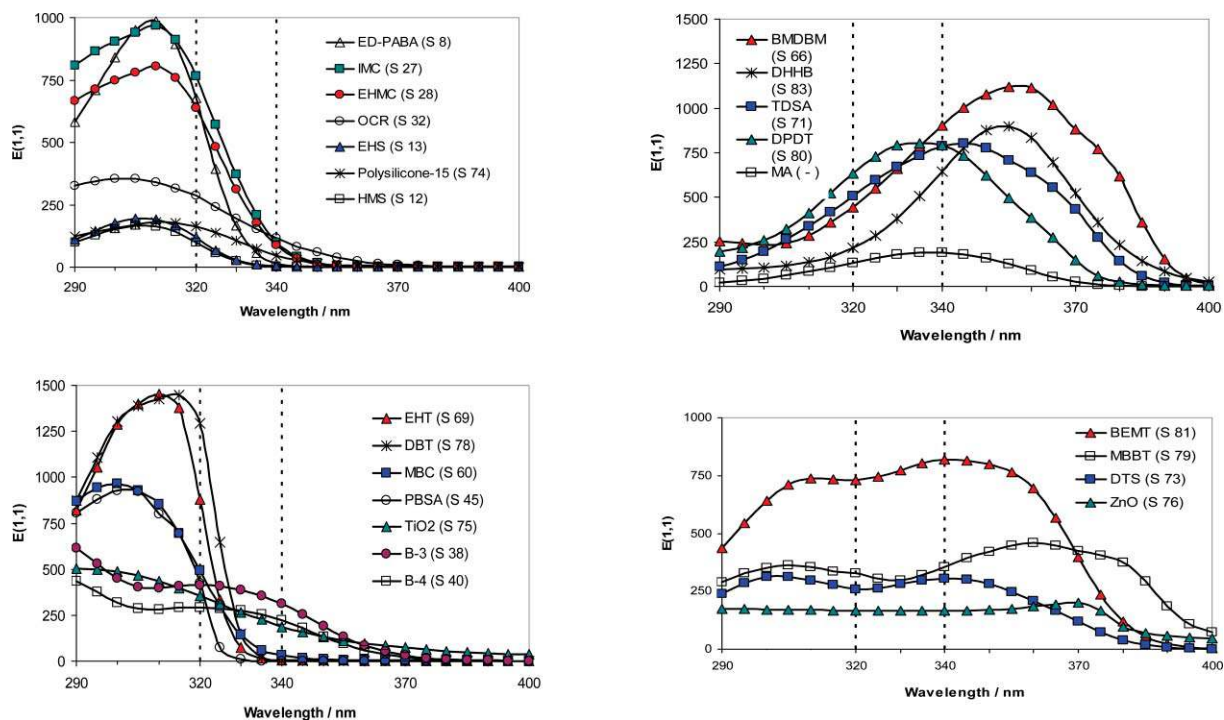 1000
750
500
250
0
E(1,1)
ED-PABA (S 8)
IMC (S 27)
EHMC (S 28)
OCR (S 32)
EHS (S 13)
Polysilicone-15 (S 74)
HMS (S 12)
290 320 340 370 400
Wavelength / nm
1500
1250
1000
750
500
250
0
E(1,1)
BMDBM
(S 66)
DHHB
(S 83)
TDSA
(S 71)
DPDT
(S 80)
MA ( - )
290 320 340 370 400
Wavelength / nm
1500
1250
1000
750
500
250
0
E(1,1)
EHT (S 69)
DBT (S 78)
MBC (S 60)
PBSA (S 45)
TiO2 (S 75)
B-3 (S 38)
B-4 (S 40)
290 320 340 370 400
Wavelength / nm
1000
750
500
250
0
E(1,1)
BEMT (S 81)
MBBT (S 79)
DTS (S 73)
ZnO (S 76)
290 320 340 370 400
Wavelength / nm